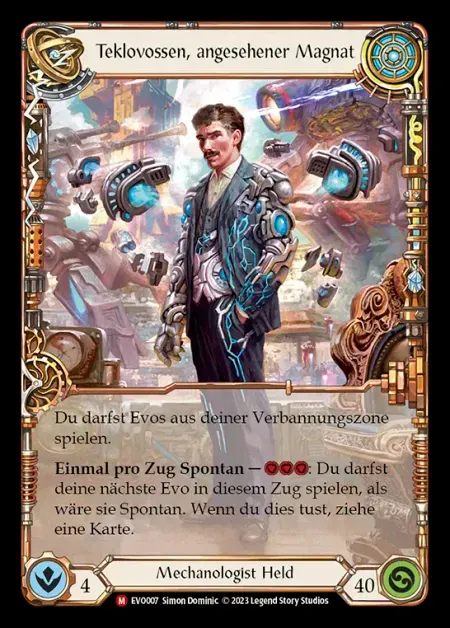 Teklovossen, angesehener Magnat
Du darfst Evos aus deiner Verbannungszone
spielen.
Einmal pro Zug Spontan — : Du darfst
deine nächste Evo in diesem Zug spielen, als
wäre sie Spontan. Wenn du dies tust, ziehe
eine Karte.
4
Mechanologist Held
40
M EVO007 Simon Dominic © 2023 Legend Story Studios